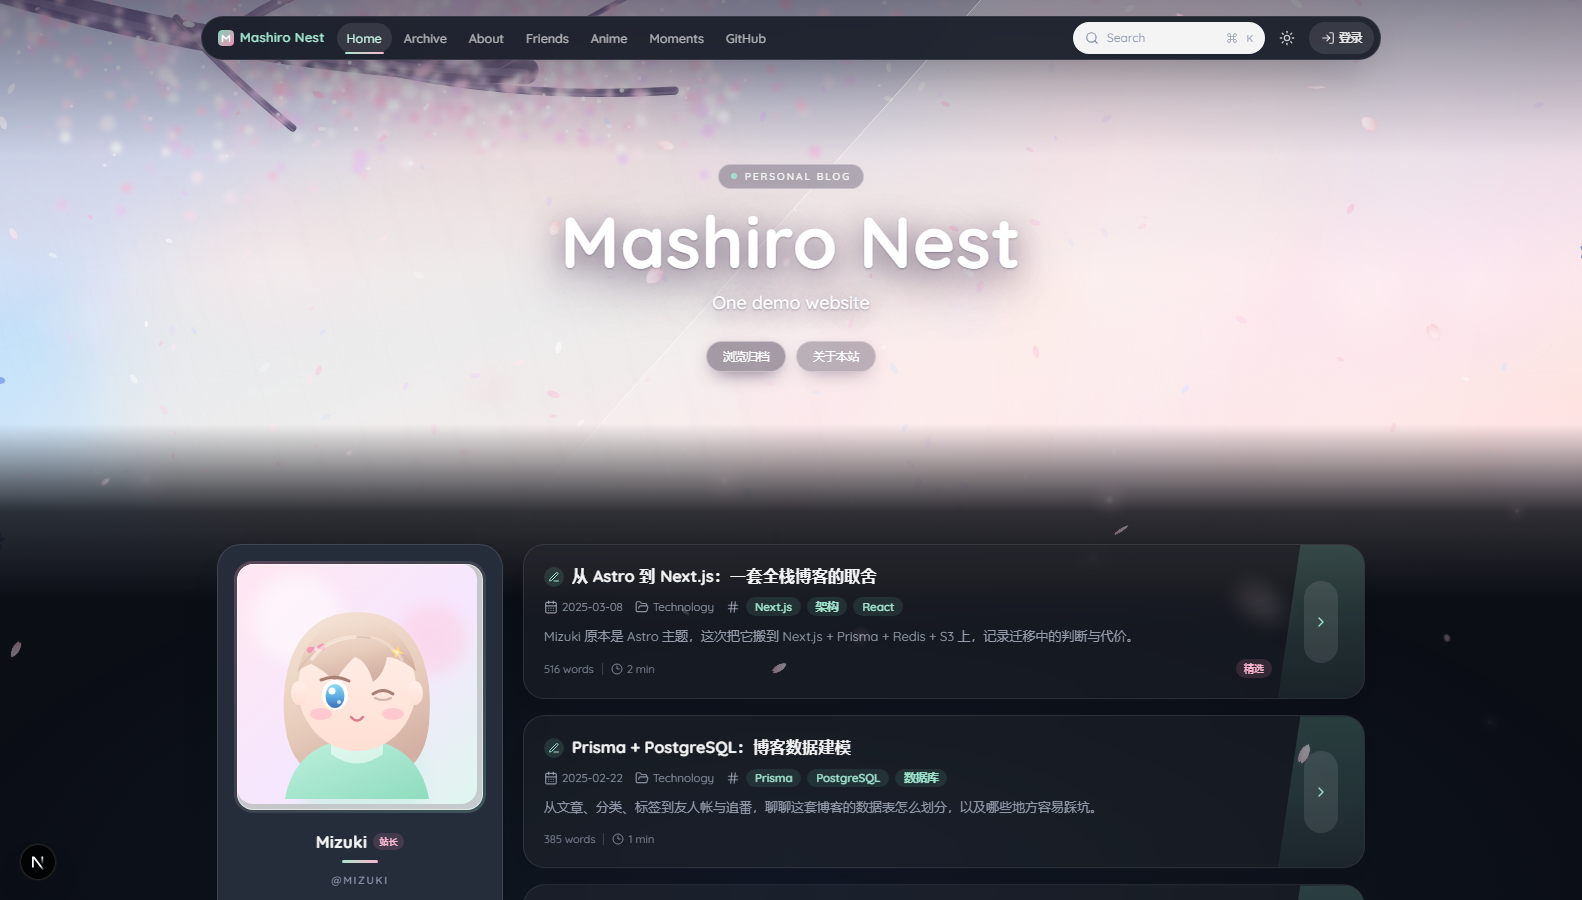 M Mashiro Nest Home Archive About Friends Anime Moments GitHub Search ⌘ K 登录
PERSONAL BLOG
Mashiro Nest
One demo website
浏览归档 关于本站
从 Astro 到 Next.js：一套全栈博客的取舍
2025-03-08 Technology # Next.js 架构 React
Mizuki 原本是 Astro 主题，这次把它搬到 Next.js + Prisma + Redis + S3 上，记录迁移中的判断与代价。
516 words 2 min 精选
Prisma + PostgreSQL：博客数据建模
2025-02-22 Technology # Prisma PostgreSQL 数据库
从文章、分类、标签到友人帐与追番，聊聊这套博客的数据表怎么划分，以及哪些地方容易踩坑。
385 words 1 min
Mizuki 站长
@MIZUKI
N